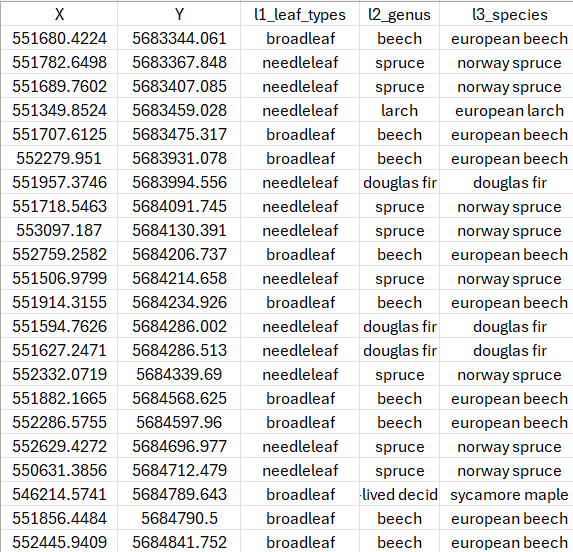 X Y l1_leaf_types l2_genus l3_species
551680.4224 5683344.061 broadleaf beech european beech
551782.6498 5683367.848 needleleaf spruce norway spruce
551689.7602 5683407.085 needleleaf spruce norway spruce
551349.8524 5683459.028 needleleaf larch european larch
551707.6125 5683475.317 broadleaf beech european beech
552279.951 5683931.078 broadleaf beech european beech
551957.3746 5683994.556 needleleaf douglas fir douglas fir
551718.5463 5684091.745 needleleaf spruce norway spruce
553097.187 5684130.391 needleleaf spruce norway spruce
552759.2582 5684206.737 broadleaf beech european beech
551506.9799 5684214.658 needleleaf spruce norway spruce
551914.3155 5684234.926 broadleaf beech european beech
551594.7626 5684286.002 needleleaf douglas fir douglas fir
551627.2471 5684286.513 needleleaf douglas fir douglas fir
552332.0719 5684339.69 needleleaf spruce norway spruce
551882.1665 5684568.625 broadleaf beech european beech
552286.5755 5684597.96 broadleaf beech european beech
552629.4272 5684696.977 needleleaf spruce norway spruce
550631.3856 5684712.479 needleleaf spruce norway spruce
546214.5741 5684789.643 broadleaf -lived decid sycamore maple
551856.4484 5684790.5 broadleaf beech european beech
552445.9409 5684841.752 broadleaf beech european beech